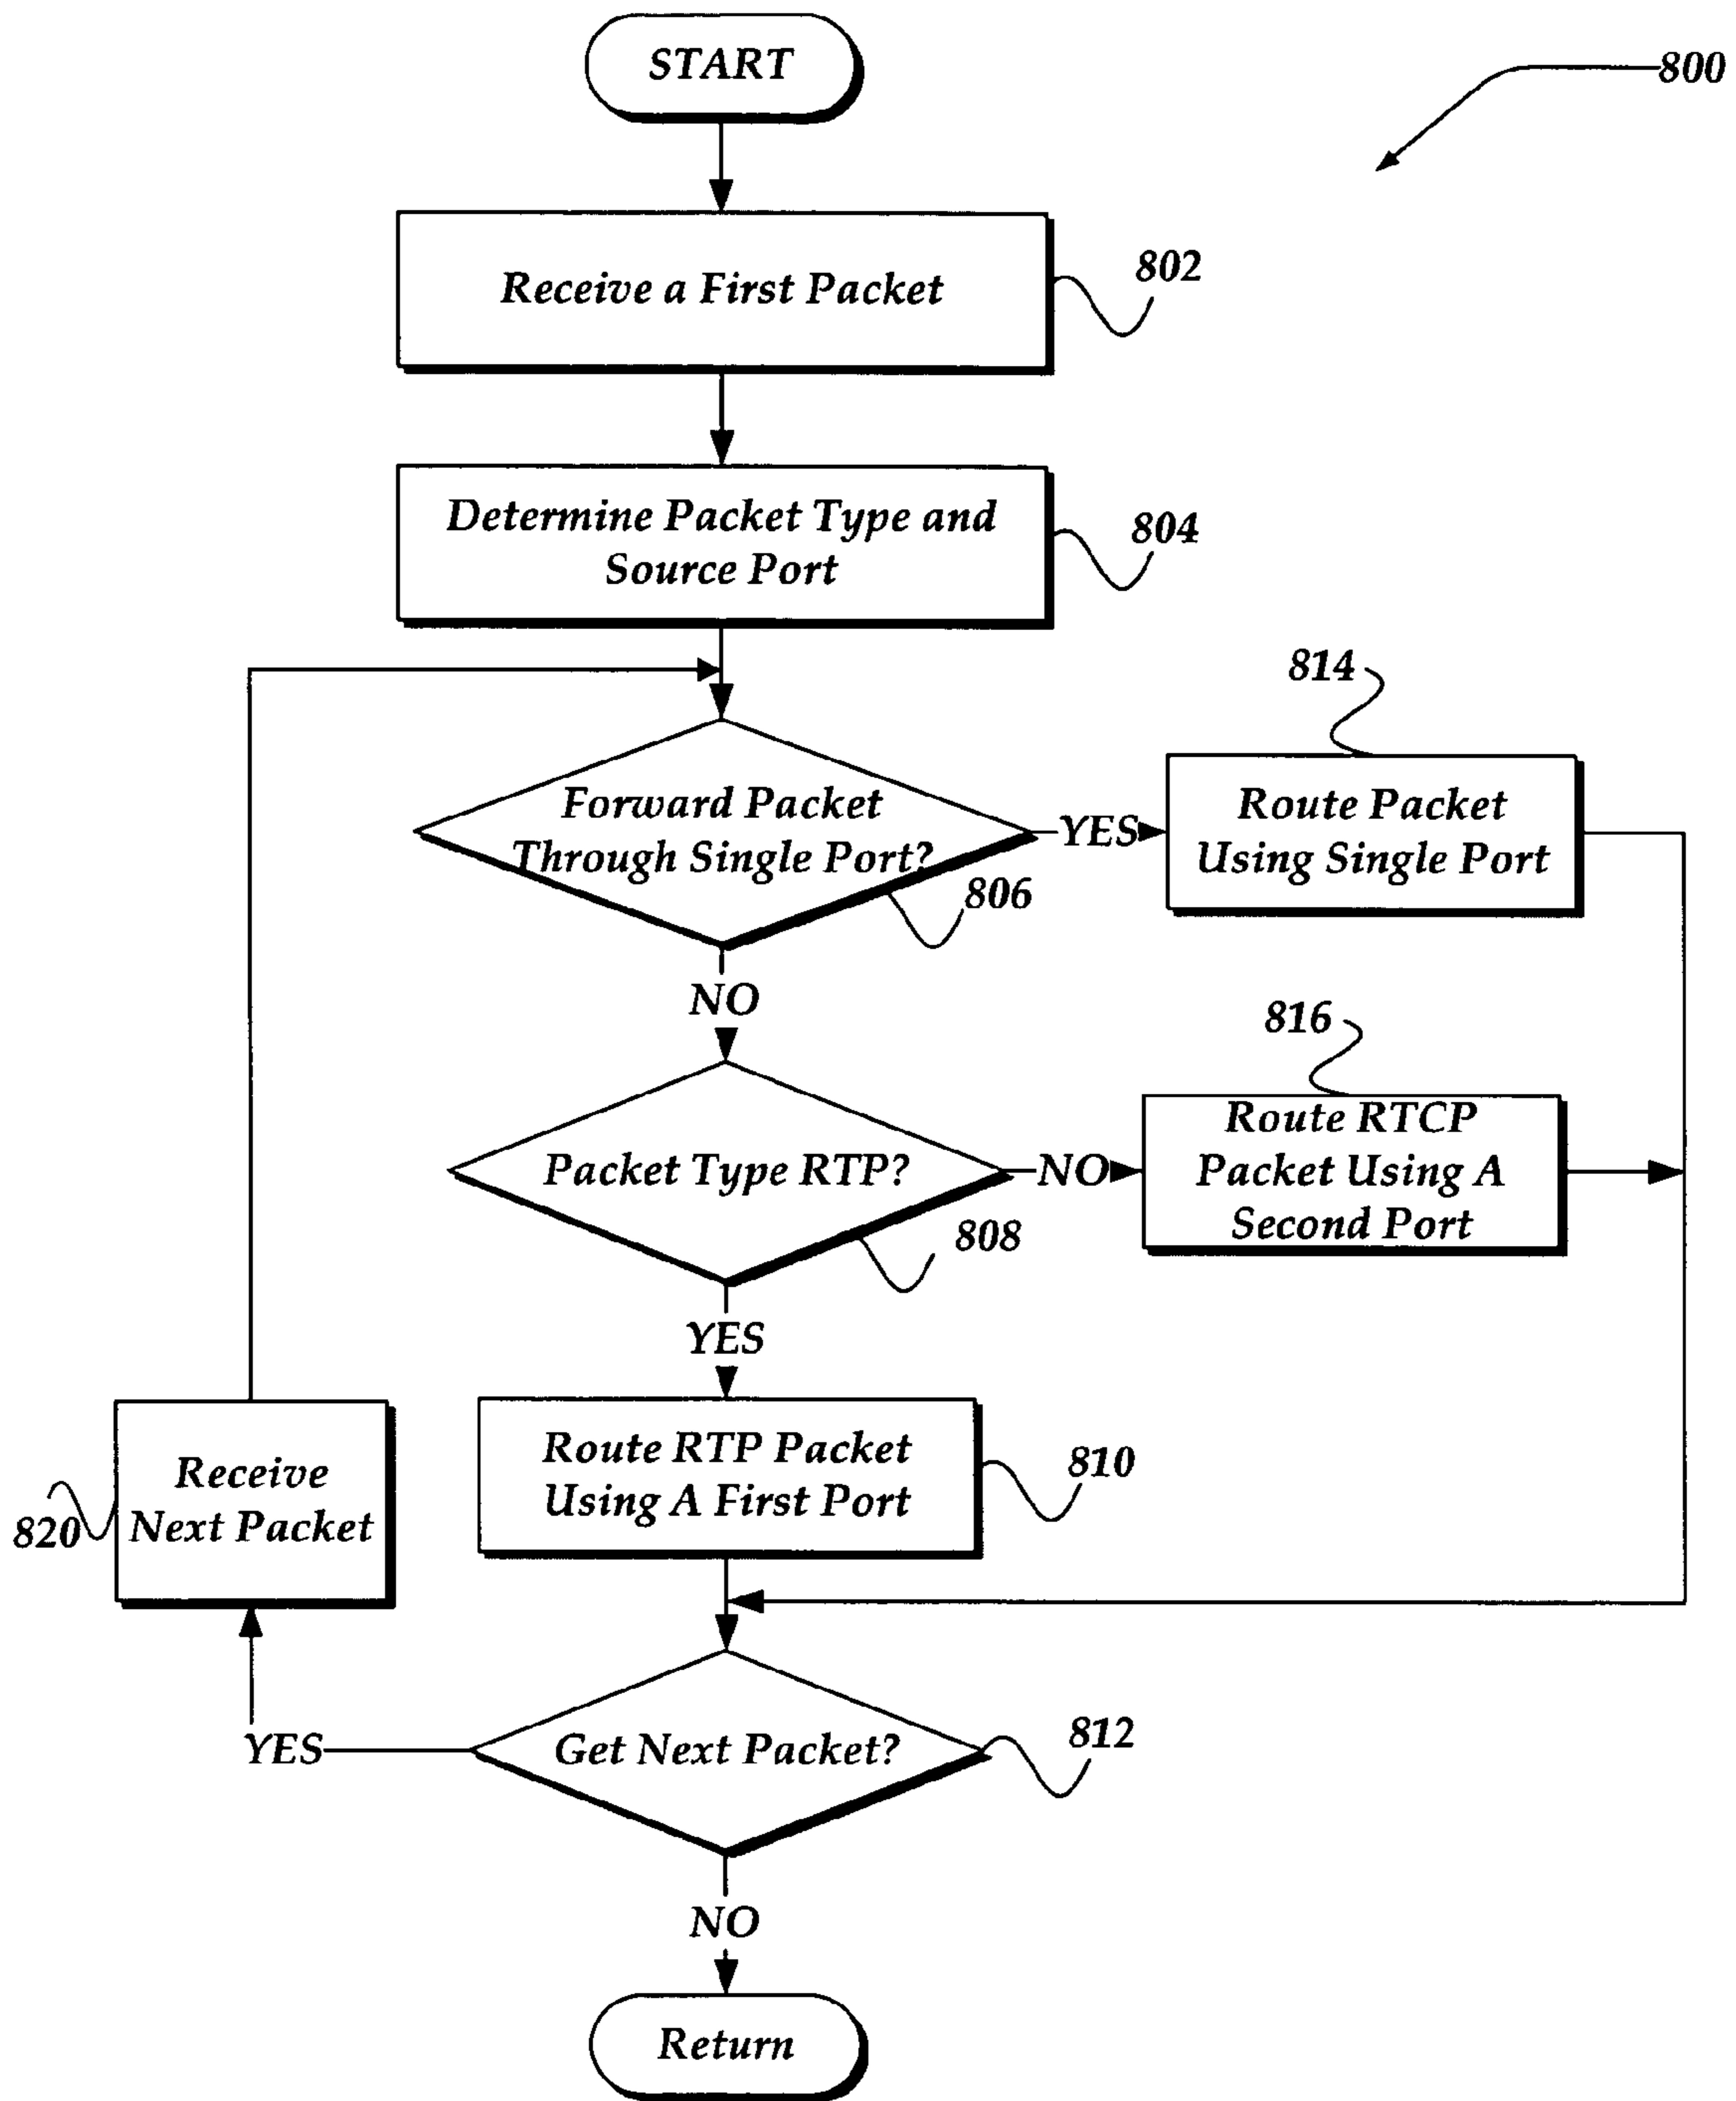 START
800
Receive a First Packet
802
Determine Packet Type and
Source Port
804
814
Forward Packet
Through Single Port?
YES
Route Packet
Using Single Port
806
NO
816
Packet Type RTP?
NO
Route RTCP
Packet Using A
Second Port
808
YES
Route RTP Packet
Using A First Port
810
Receive
Next Packet
820
Get Next Packet?
812
YES
NO
Return